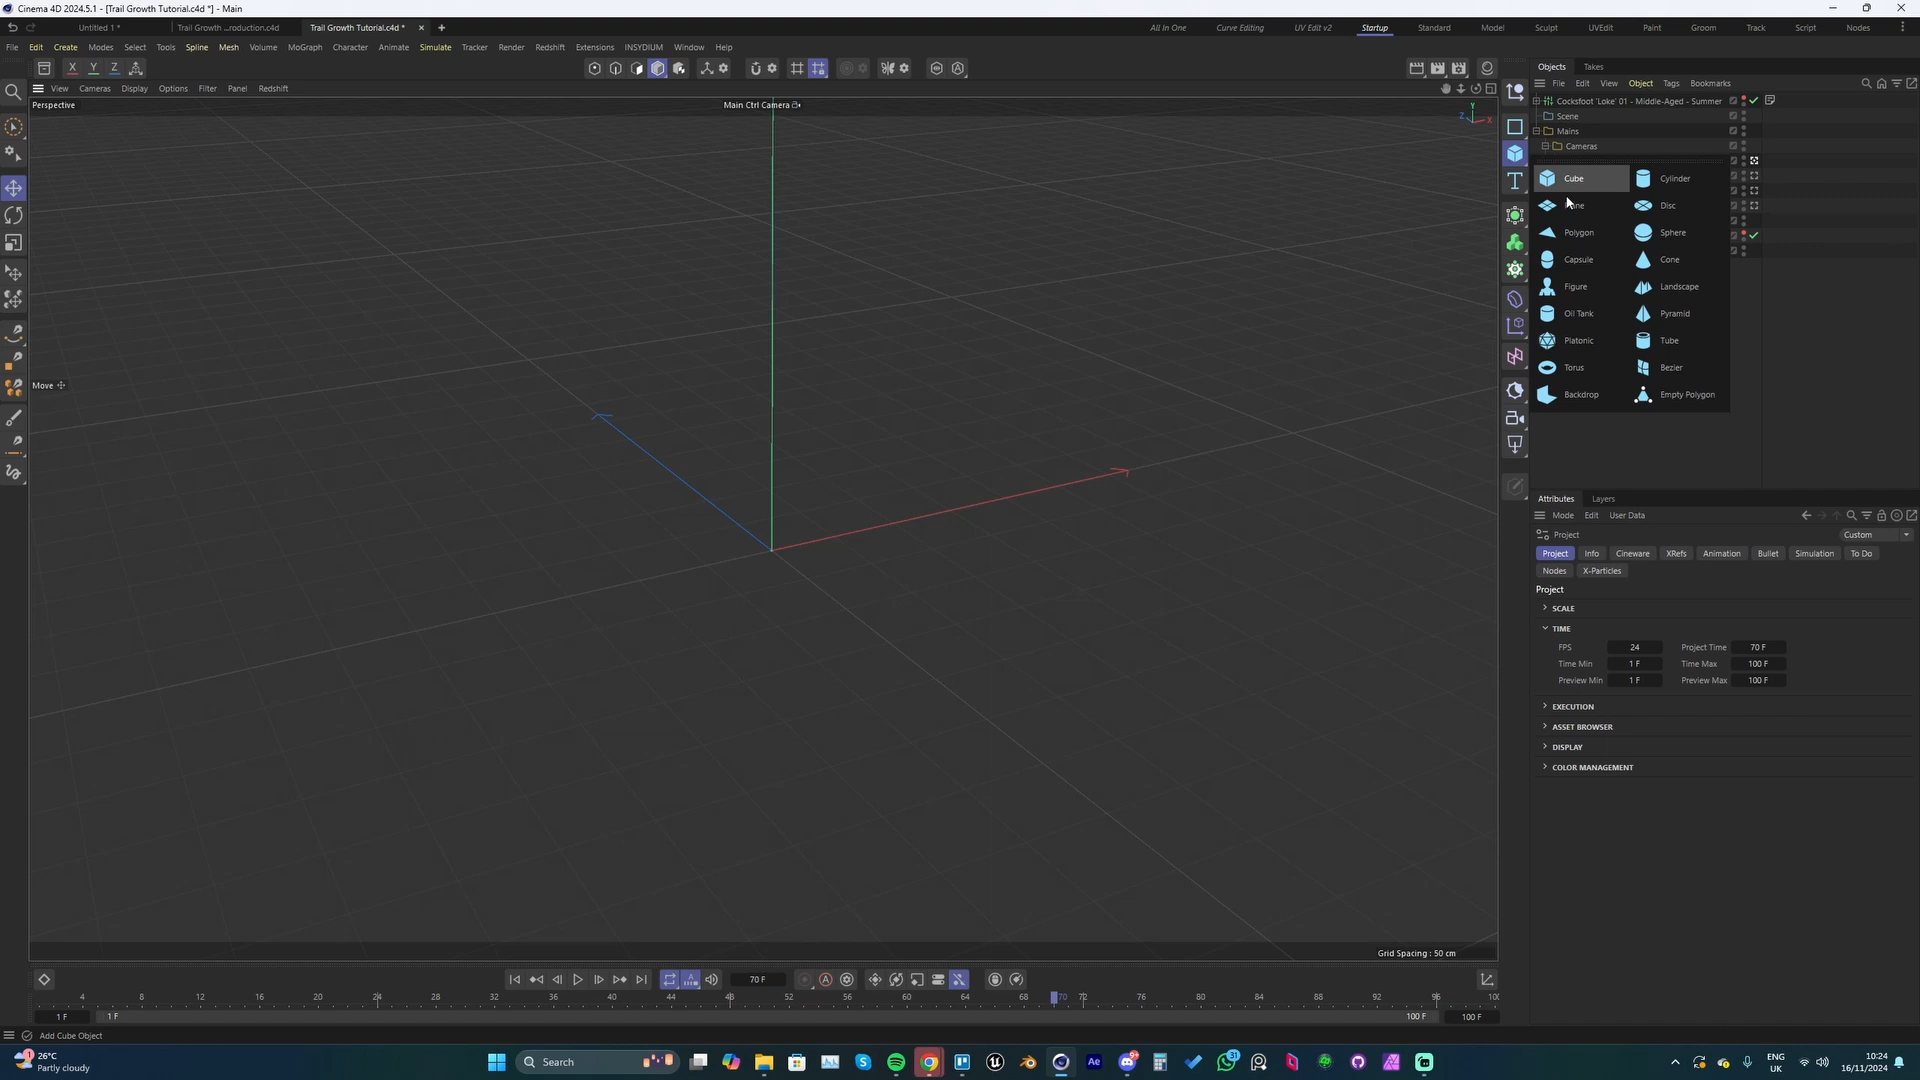 Cinema 4D 2024.5.1 - [Trail Growth Tutorial.c4d *] - Main
Untitled 1 *
Trail Growth ...roduction.c4d
Trail Growth Tutorial.c4d *
All In One
Curve Editing
UV Edit v2
Startup
Standard
Model
Sculpt
UVEdit
Paint
Groom
Track
Script
Nodes
File Edit Create Modes Select Tools Spline Mesh Volume MoGraph Character Animate Simulate Tracker Render Redshift Extensions INSYDIUM Window Help
X Y Z
View Cameras Display Options Filter Panel Redshift
Perspective
Main Ctrl Camera
Y
Z X
Move
Grid Spacing : 50 cm
Objects Takes
File Edit View Object Tags Bookmarks
Cocksfoot 'Loke' 01 - Middle-Aged - Summer
Scene
Mains
Cameras
Cube Cylinder
Disc
Polygon Sphere
Capsule Cone
Figure Landscape
Oil Tank Pyramid
Platonic Tube
Torus Bezier
Backdrop Empty Polygon
Attributes Layers
Mode Edit User Data
Project
Custom
Project Info Cineware XRefs Animation Bullet Simulation To Do
Nodes X-Particles
Project
SCALE
TIME
FPS 24 Project Time 70 F
Time Min 1 F Time Max 100 F
Preview Min 1 F Preview Max 100 F
EXECUTION
ASSET BROWSER
DISPLAY
COLOR MANAGEMENT
70 F
4 8 12 16 20 24 28 32 36 40 44 48 52 56 60 64 68 70 72 76 80 84 88 92 96 100
1 F 1 F 100 F 100 F
Add Cube Object
26°C
Partly cloudy
Search
31
ENG
UK
10:24
16/11/2024